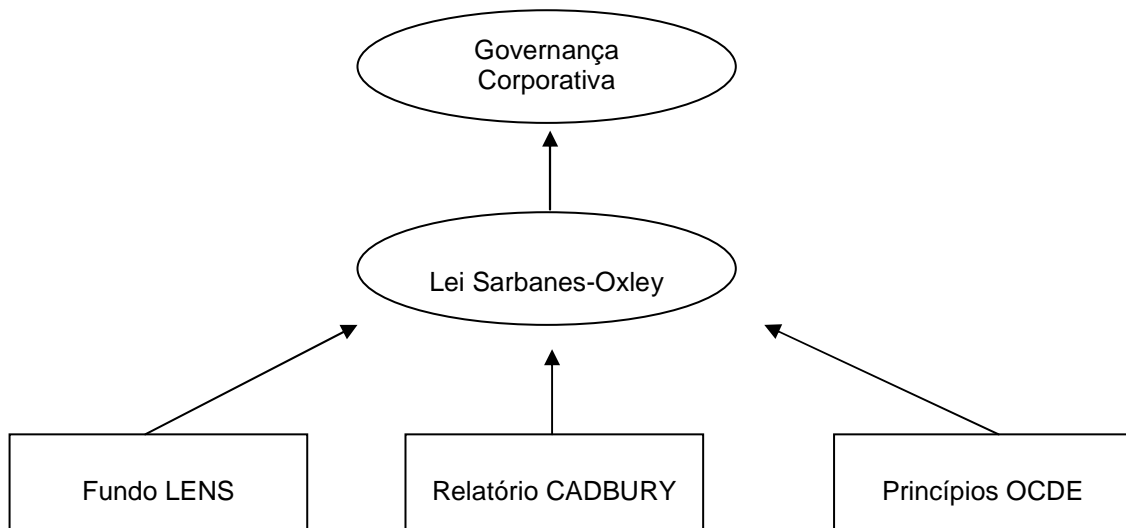 Governança
Corporativa
Lei Sarbanes-Oxley
Fundo LENS
Relatório CADBURY
Princípios OCDE